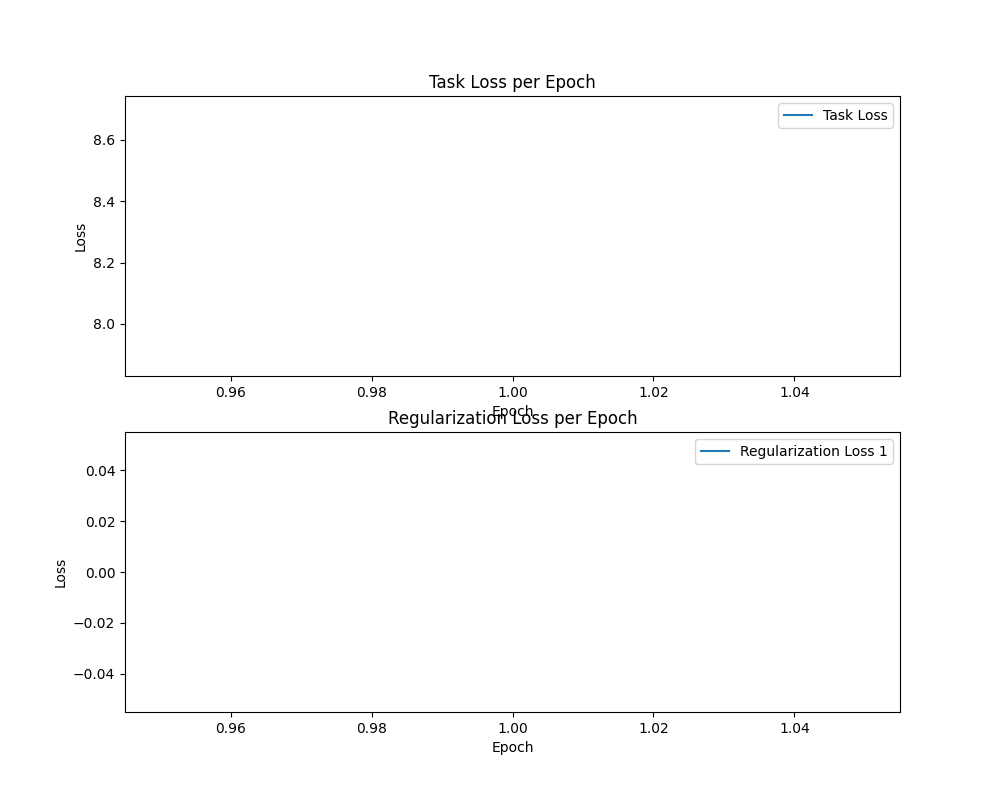 Task Loss per Epoch
Task Loss
8.6
8.4
8.2
8.0
Loss
0.96 0.98 1.00 1.02 1.04
Epoch
Regularization Loss per Epoch
Regularization Loss 1
0.04
0.02
0.00
−0.02
−0.04
Loss
0.96 0.98 1.00 1.02 1.04
Epoch